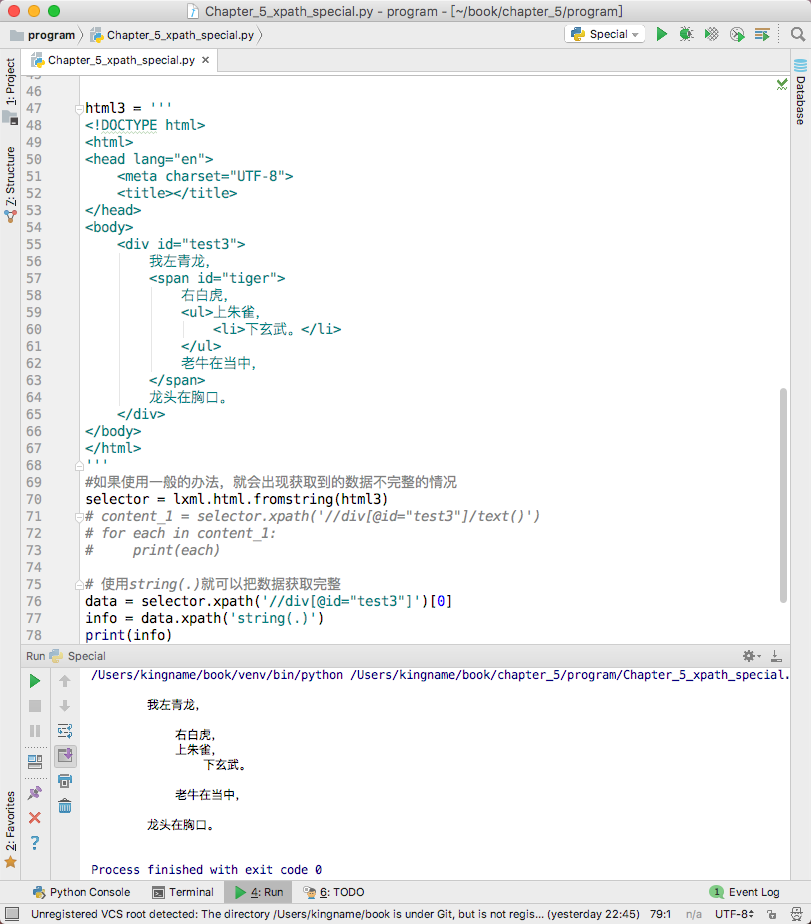 Chapter_5_xpath_special.py - program - [~/book/chapter_5/program]
program
Chapter_5_xpath_special.py
Special
Chapter_5_xpath_special.py
1: Project
7: Structure
2: Favorites
Database
45
46
47 html3 = '''
48 <!DOCTYPE html>
49 <html>
50 <head lang="en">
51     <meta charset="UTF-8">
52     <title></title>
53 </head>
54 <body>
55     <div id="test3">
56         我左青龙，
57         <span id="tiger">
58             右白虎，
59             <ul>上朱雀，
60                 <li>下玄武。</li>
61             </ul>
62             老牛在当中，
63         </span>
64         龙头在胸口。
65     </div>
66 </body>
67 </html>
68 '''
69 #如果使用一般的办法，就会出现获取到的数据不完整的情况
70 selector = lxml.html.fromstring(html3)
71 # content_1 = selector.xpath('//div[@id="test3"]/text()')
72 # for each in content_1:
73 #     print(each)
74
75 # 使用string(.)就可以把数据获取完整
76 data = selector.xpath('//div[@id="test3"]')[0]
77 info = data.xpath('string(.)')
78 print(info)
Run Special
/Users/kingname/book/venv/bin/python /Users/kingname/book/chapter_5/program/Chapter_5_xpath_special.
我左青龙，
右白虎，
上朱雀，
下玄武。
老牛在当中，
龙头在胸口。
Process finished with exit code 0
Python Console
Terminal
4: Run
6: TODO
1 Event Log
Unregistered VCS root detected: The directory /Users/kingname/book is under Git, but is not regis... (yesterday 22:45)
79:1
n/a
UTF-8